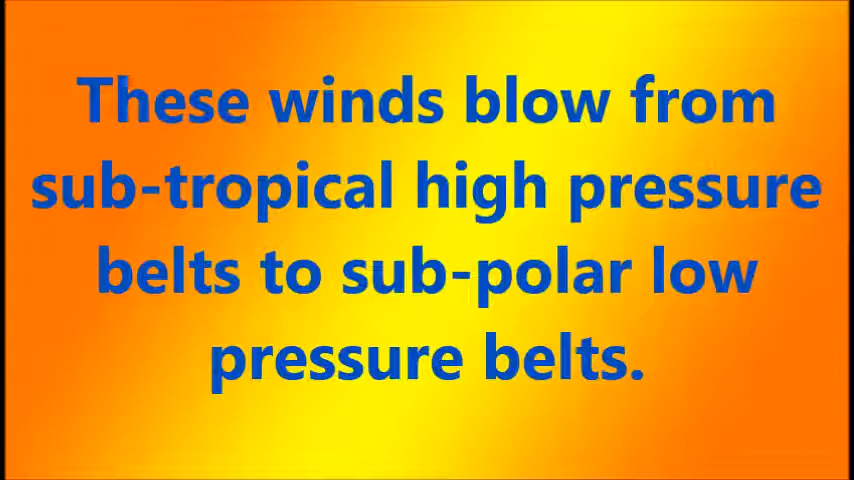 These winds blow from
sub-tropical high pressure
belts to sub-polar low
pressure belts.